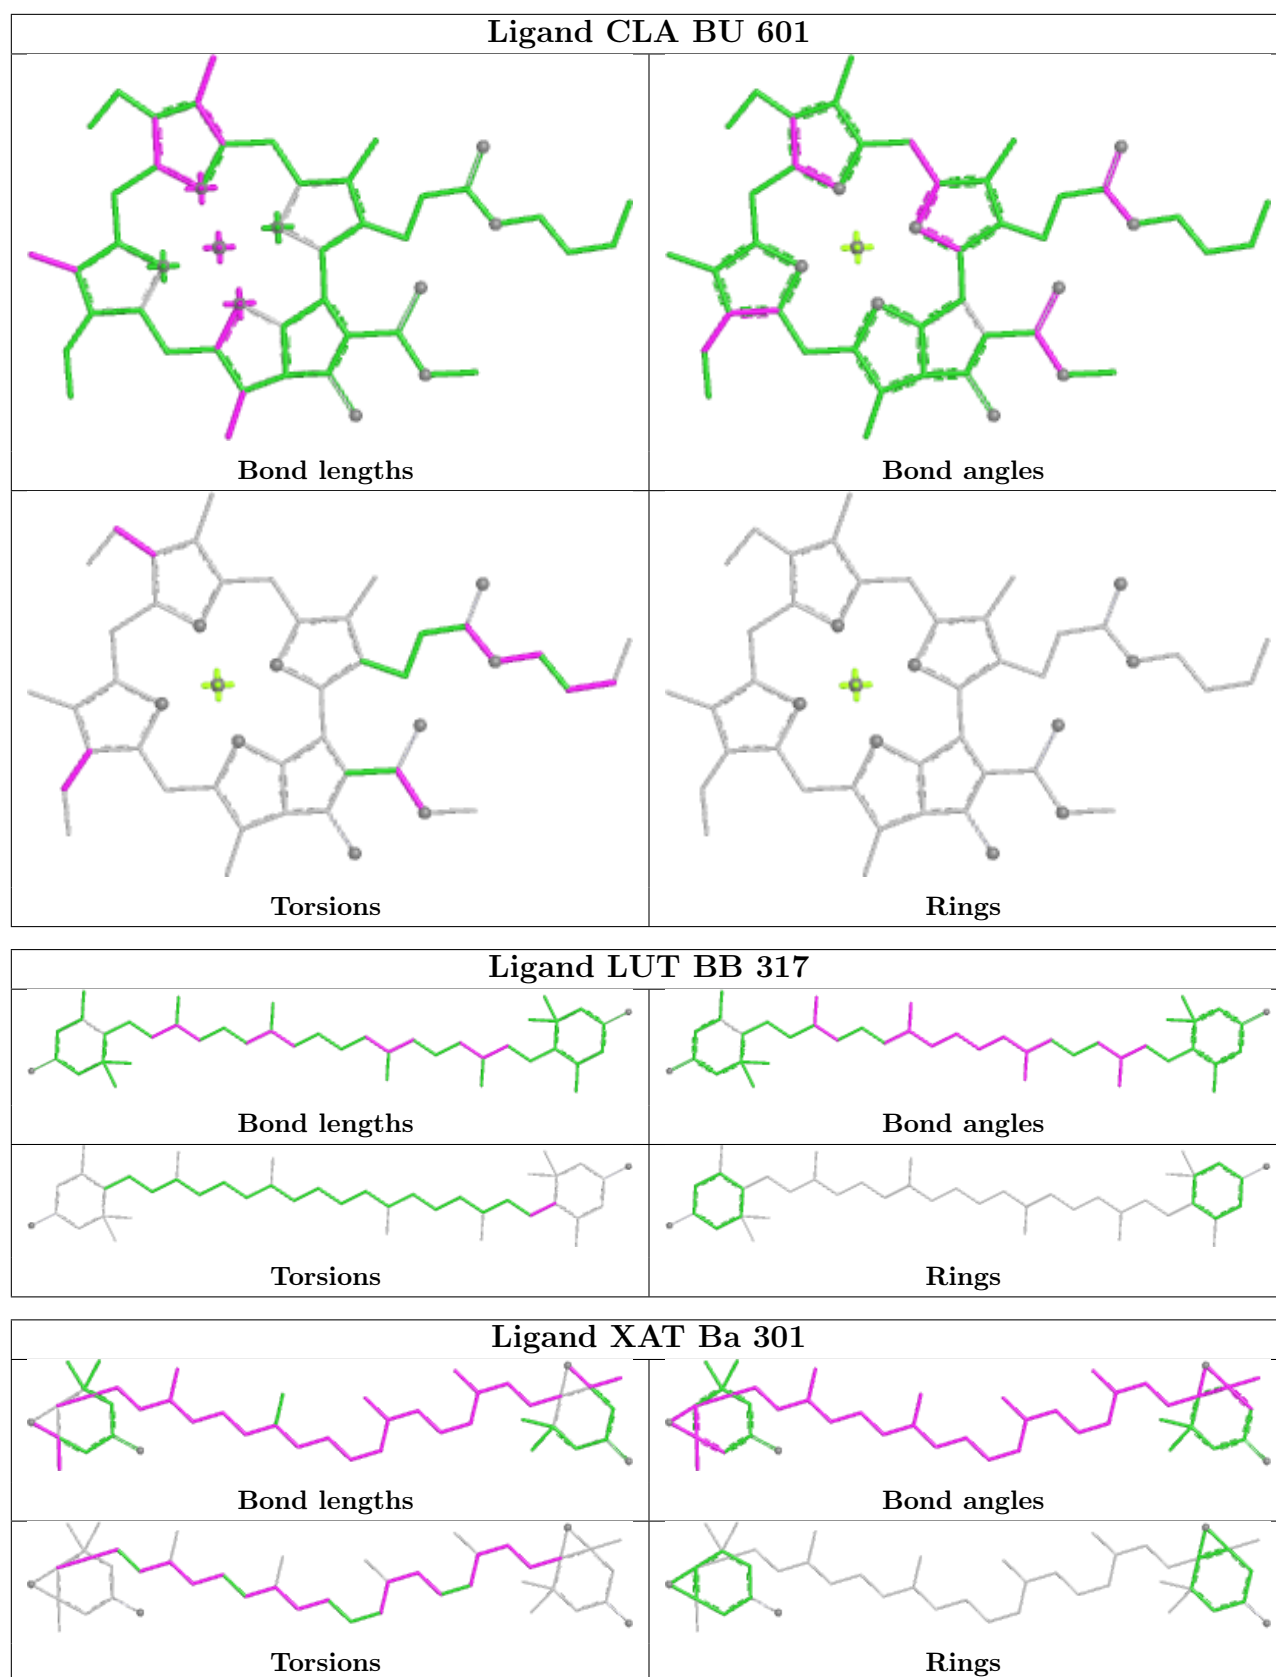 Ligand CLA BU 601
Bond lengths
Bond angles
Torsions
Rings
Ligand LUT BB 317
Bond lengths
Bond angles
Torsions
Rings
Ligand XAT Ba 301
Bond lengths
Bond angles
Torsions
Rings